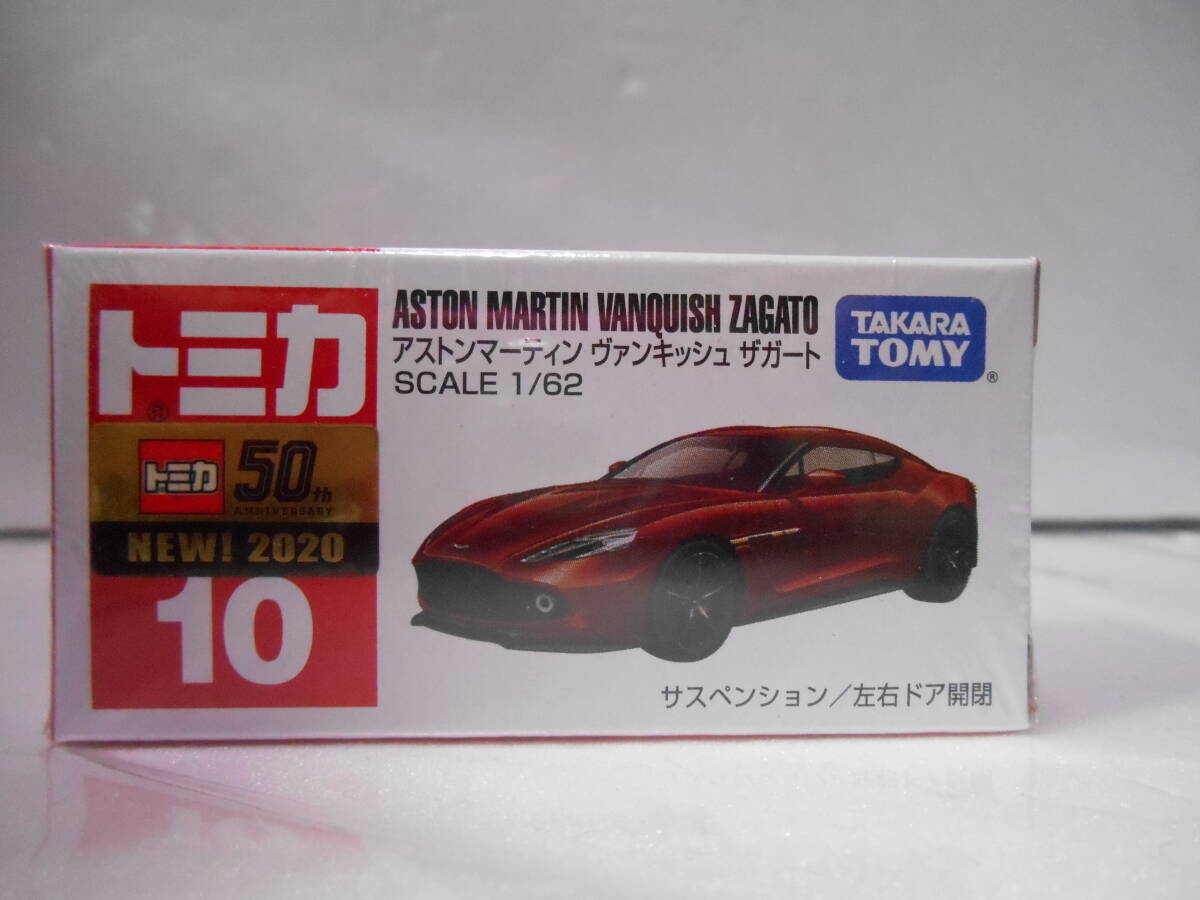 トミカ
®
トミカ 50th
ANNIVERSARY
NEW! 2020
10
ASTON MARTIN VANQUISH ZAGATO
アストンマーティン ヴァンキッシュ ザガート
SCALE 1/62
TAKARA
TOMY
®
サスペンション/左右ドア開閉